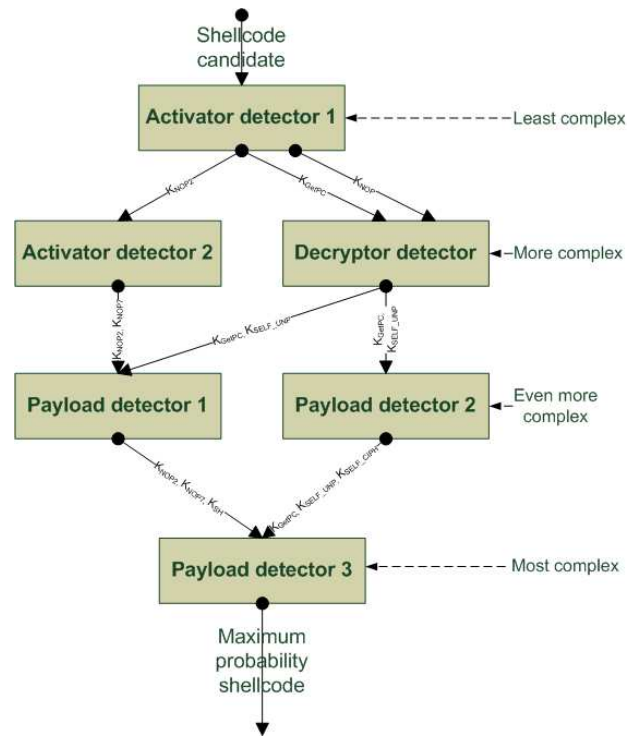 Shellcode
candidate
Activator detector 1
Least complex
K_NOP2
K_GetPC
K_NOP
Activator detector 2
Decryptor detector
More complex
K_NOP2, K_NOP7
K_GetPC, K_SELF_UNP
K_GetPC,
K_SELF_UNP
Payload detector 1
Payload detector 2
Even more
complex
K_NOP2, K_NOP7, K_SH
K_GetPC, K_SELF_UNP, K_SELF_CIPH
Payload detector 3
Most complex
Maximum
probability
shellcode